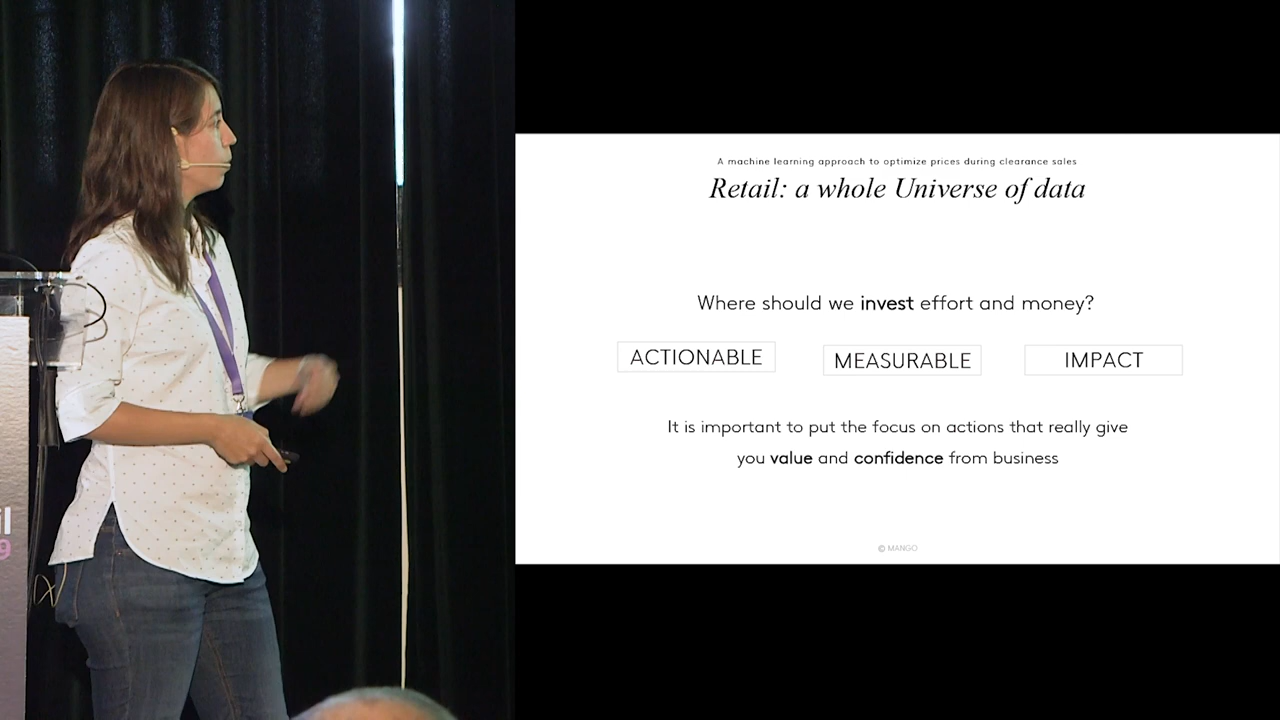 A machine learning approach to optimize prices during clearance sales
Retail: a whole Universe of data
Where should we invest effort and money?
ACTIONABLE
MEASURABLE
IMPACT
It is important to put the focus on actions that really give
you value and confidence from business
© MANGO
il
9